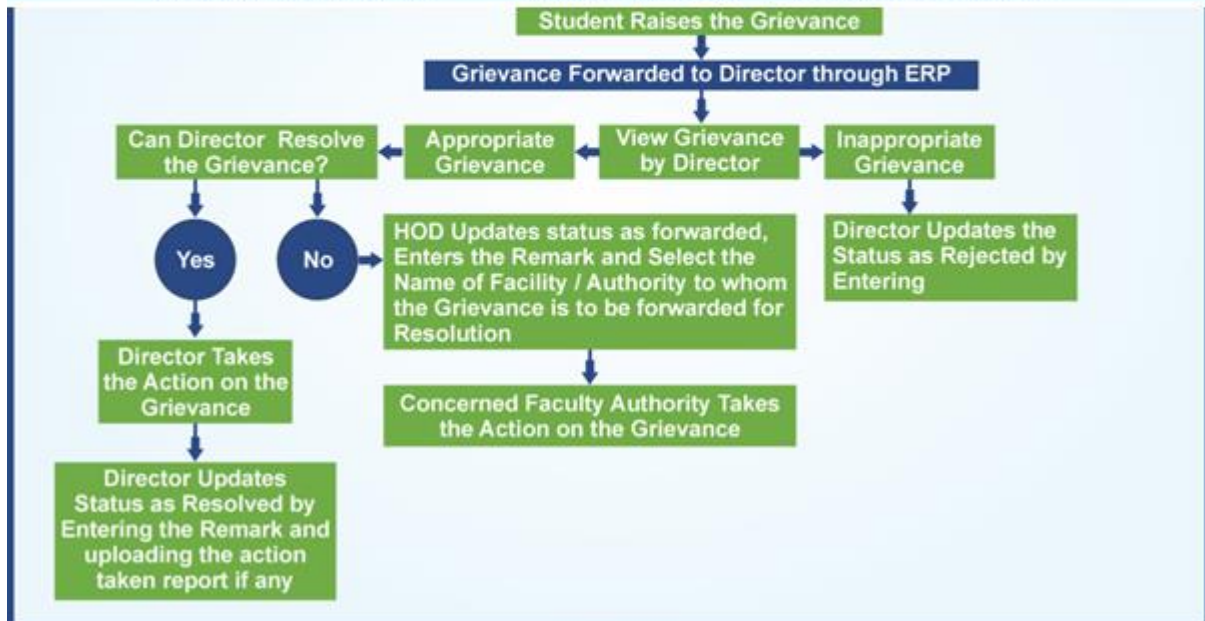 Student Raises the Grievance
Grievance Forwarded to Director through ERP
Can Director Resolve
the Grievance?
Appropriate
Grievance
View Grievance
by Director
Inappropriate
Grievance
Yes
No
HOD Updates status as forwarded,
Enters the Remark and Select the
Name of Facility / Authority to whom
the Grievance is to be forwarded for
Resolution
Director Updates the
Status as Rejected by
Entering
Director Takes
the Action on the
Grievance
Concerned Faculty Authority Takes
the Action on the Grievance
Director Updates
Status as Resolved by
Entering the Remark and
uploading the action
taken report if any